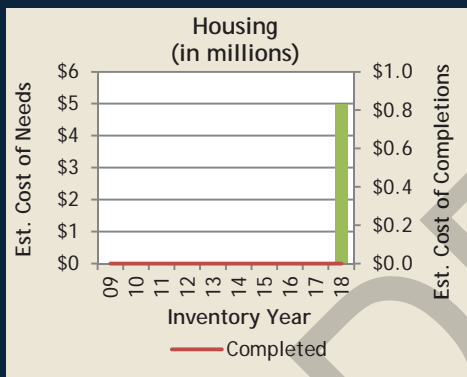 Housing
(in millions)
Est. Cost of Needs
$6
$5
$4
$3
$2
$1
$0
$1.0
$0.8
$0.6
$0.4
$0.2
$0.0
Est. Cost of Completions
09 10 11 12 13 14 15 16 17 18
Inventory Year
Completed